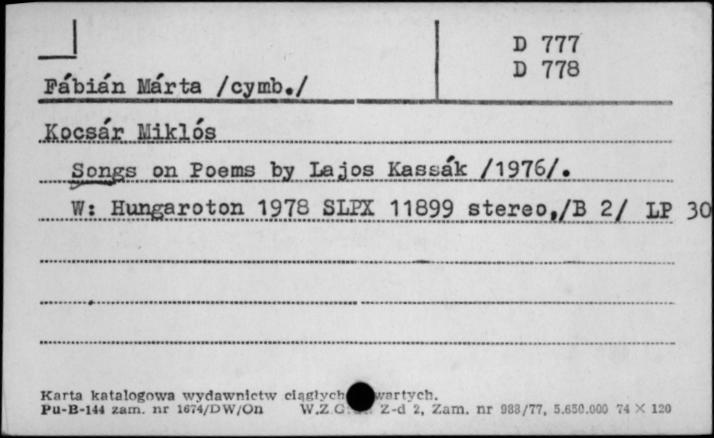 D 777
D 778
Fábián Márta /cymb./
Kocsár Miklós
Songs on Poems by Lajos Kassák /1976/.
W: Hungaroton 1978 SLPX 11899 stereo,/B 2/ LP 30
Karta katalogowa wydawnictw ciągłych wartych.
Pu-B-144 zam. nr 1674/DW/On W.Z.G. Z-d 2, Zam. nr 988/77, 5.650.000 74 × 120